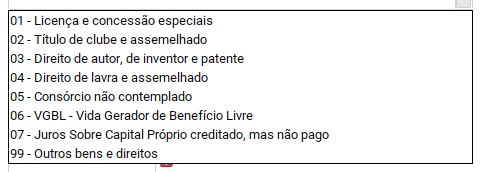 01 - Licença e concessão especiais
02 - Título de clube e assemelhado
03 - Direito de autor, de inventor e patente
04 - Direito de lavra e assemelhado
05 - Consórcio não contemplado
06 - VGBL - Vida Gerador de Benefício Livre
07 - Juros Sobre Capital Próprio creditado, mas não pago
99 - Outros bens e direitos